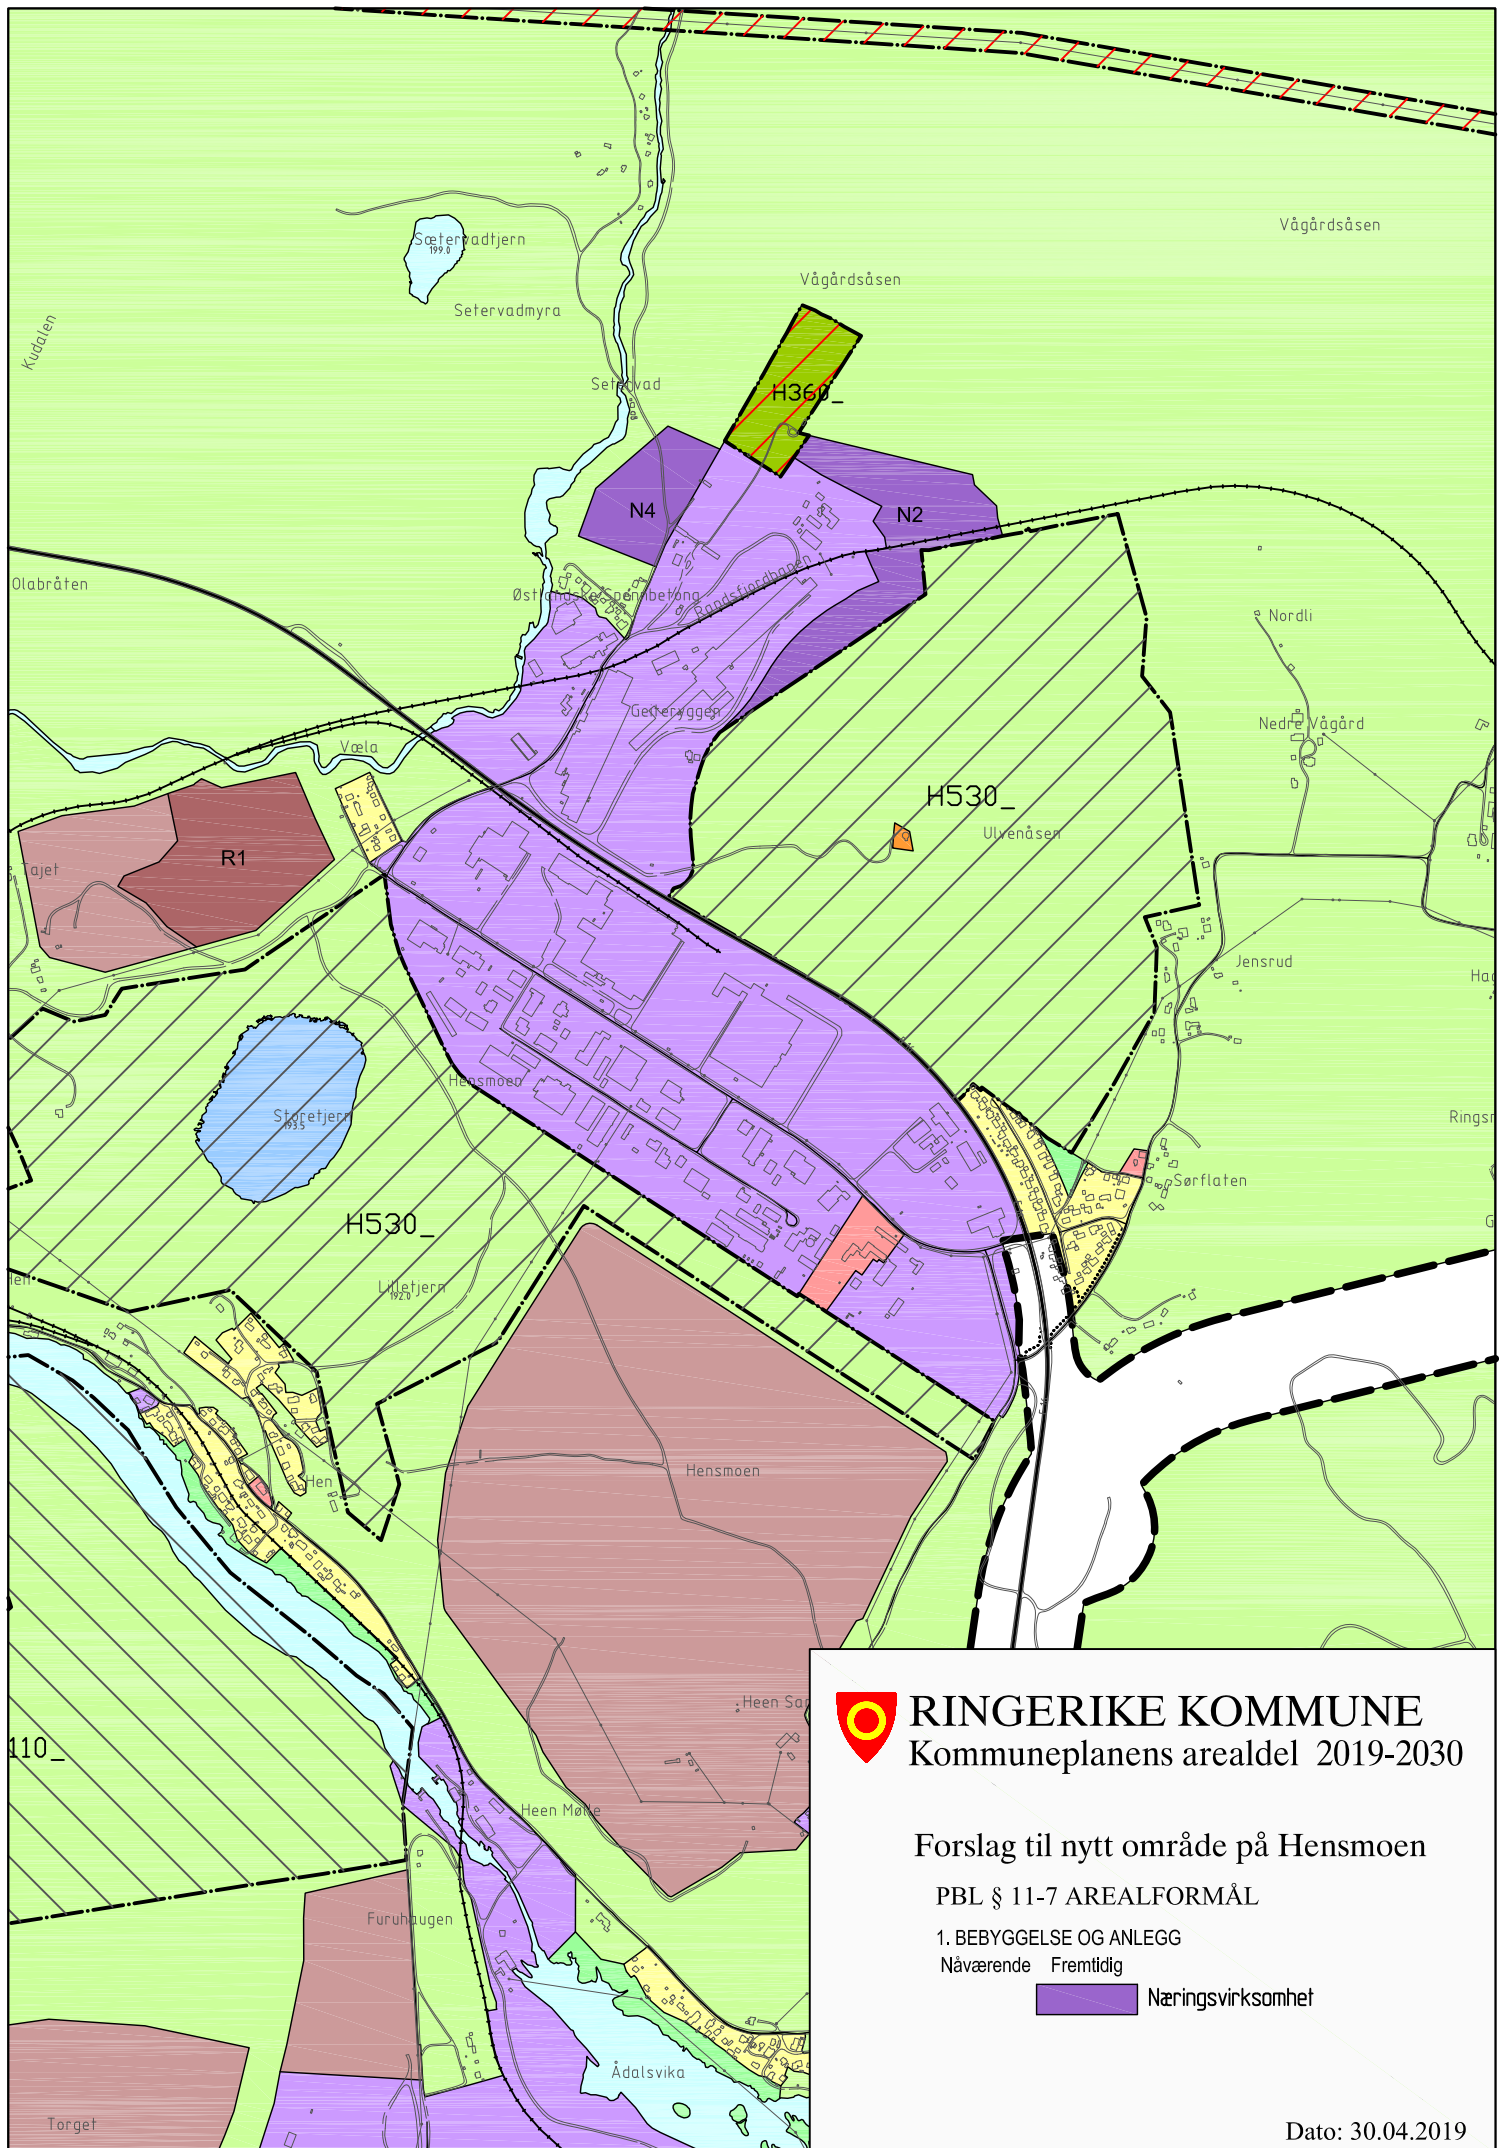 Vågårdsåsen
Sætervadtjern
199.0
Vågårdsåsen
Setervadmyra
Kudalen
Setervad
H360_
N4
N2
Olabråten
Østlandske Spennbetong
Randsfjordbanen
Nordli
Geiteryggen
Nedre Vågård
Væla
H530_
Ulvenåsen
R1
Tajet
Jensrud
Hensmoen
Storetjern
193.5
Ringsr
Sørflaten
H530_
Lilletjern
192.0
Hensmoen
Hen
Heen Sa
110_
Heen Mølle
Furuhaugen
Ådalsvika
Torget
RINGERIKE KOMMUNE
Kommuneplanens arealdel 2019-2030
Forslag til nytt område på Hensmoen
PBL § 11-7 AREALFORMÅL
1. BEBYGGELSE OG ANLEGG
Nåværende Fremtidig
Næringsvirksomhet
Dato: 30.04.2019